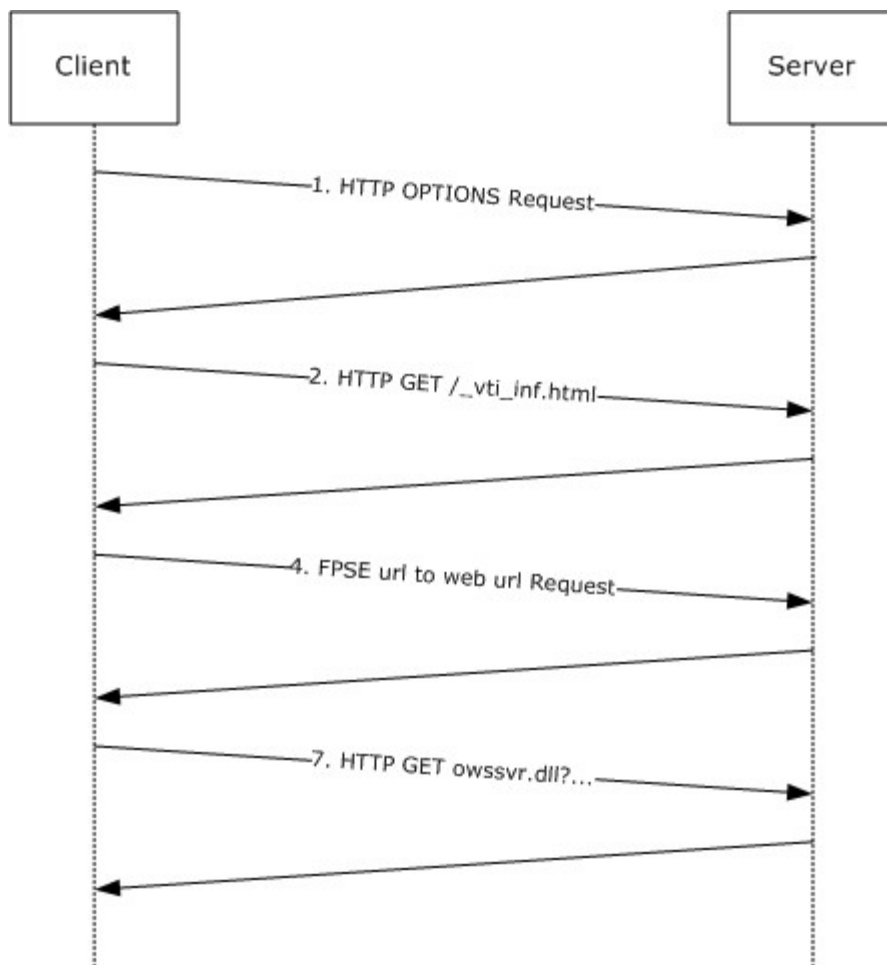 Client
Server
1. HTTP OPTIONS Request
2. HTTP GET /_vti_inf.html
4. FPSE url to web url Request
7. HTTP GET owssvr.dll?...